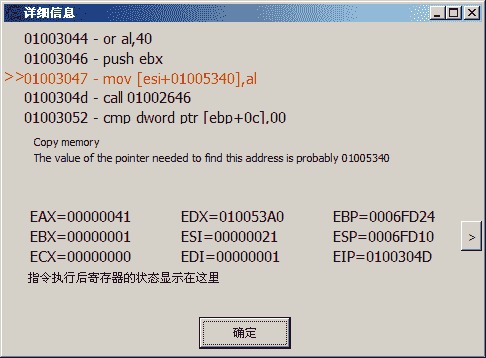 详细信息
01003044 - or al,40
01003046 - push ebx
>>01003047 - mov [esi+01005340],al
0100304d - call 01002646
01003052 - cmp dword ptr [ebp+0c],00
Copy memory
The value of the pointer needed to find this address is probably 01005340
EAX=00000041 EDX=010053A0 EBP=0006FD24
EBX=00000001 ESI=00000021 ESP=0006FD10
>
ECX=00000000 EDI=00000001 EIP=0100304D
指令执行后寄存器的状态显示在这里
确定